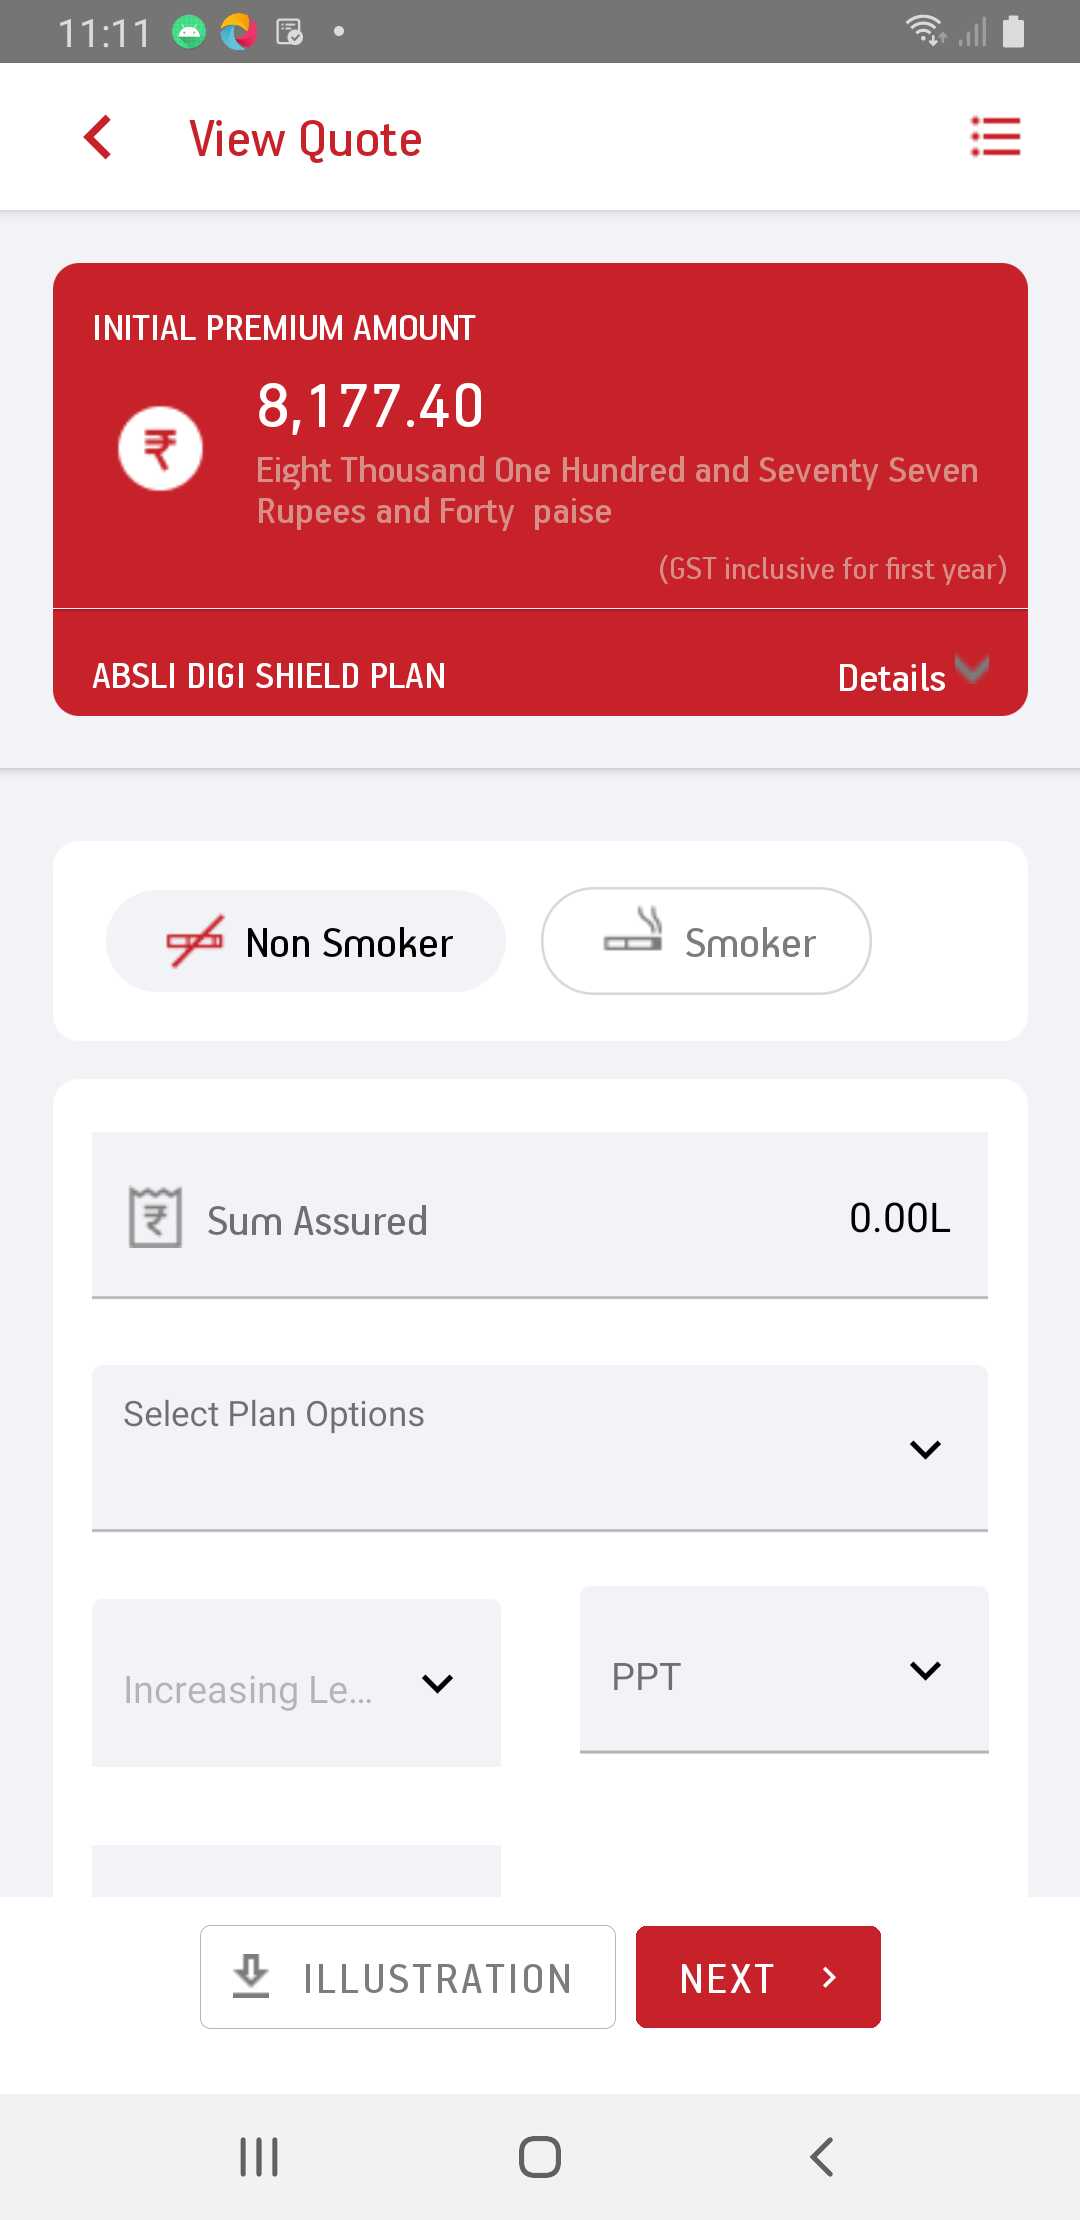 11:11
View Quote
INITIAL PREMIUM AMOUNT
8,177.40
₹
Eight Thousand One Hundred and Seventy Seven
Rupees and Forty paise
(GST inclusive for first year)
ABSLI DIGI SHIELD PLAN
Details
Non Smoker
Smoker
₹ Sum Assured
0.00L
Select Plan Options
Increasing Le...
PPT
ILLUSTRATION
NEXT